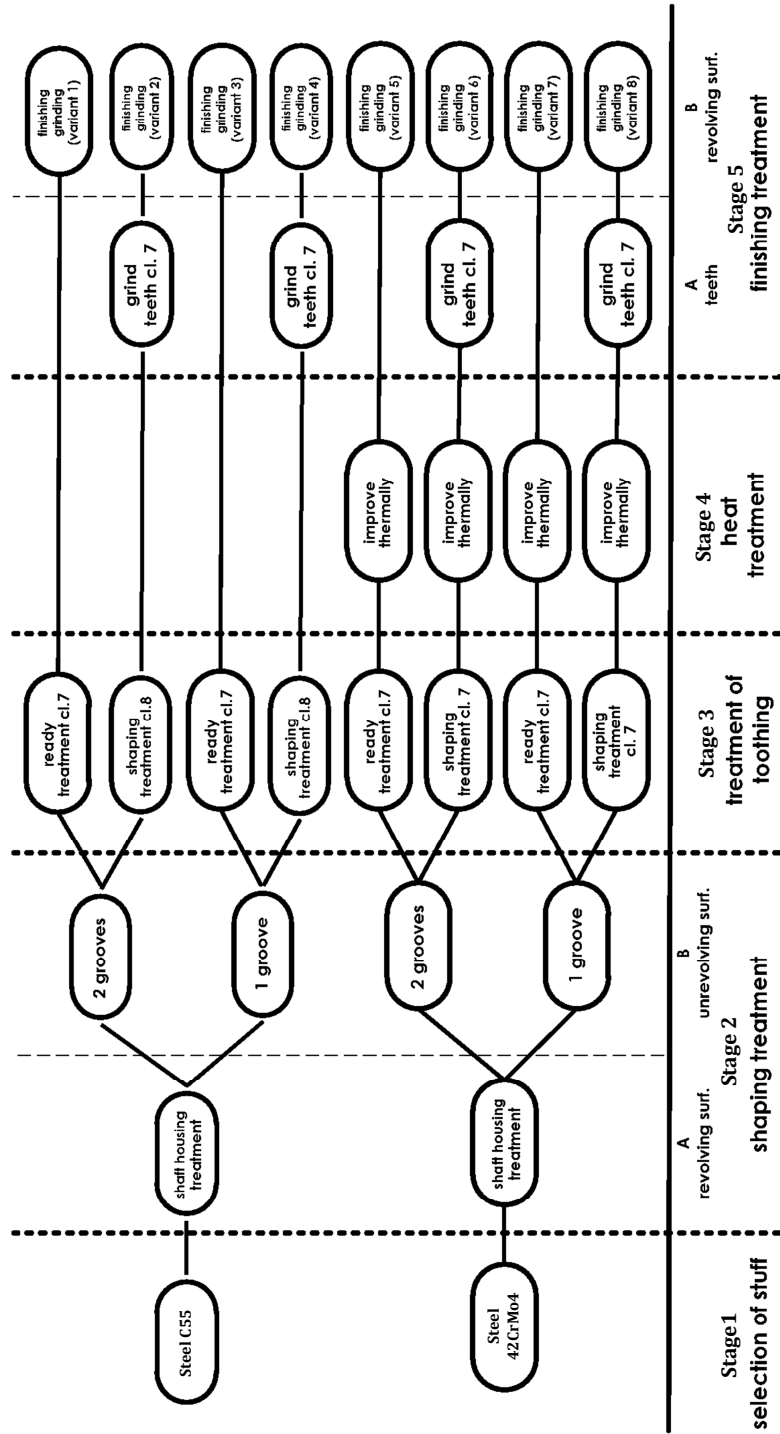 Steel C55
Steel
42CrMo4
shaft housing
treatment
shaft housing
treatment
2 grooves
1 groove
2 grooves
1 groove
ready
treatment cl.7
shaping
treatment cl.8
ready
treatment cl.7
shaping
treatment cl.8
ready
treatment cl.7
shaping
treatment cl. 7
ready
treatment cl.7
shaping
treatment
cl. 7
improve
thermally
improve
thermally
improve
thermally
improve
thermally
grind
teeth cl. 7
grind
teeth cl. 7
grind
teeth cl. 7
grind
teeth cl. 7
finishing
grinding
(variant 1)
finishing
grinding
(variant 2)
finishing
grinding
(variant 3)
finishing
grinding
(variant 4)
finishing
grinding
(variant 5)
finishing
grinding
(variant 6)
finishing
grinding
(variant 7)
finishing
grinding
(variant 8)
Stage1
selection of stuff
A
revolving surf.
B
unrevolving surf.
Stage 2
shaping treatment
Stage 3
treatment of
toothing
Stage 4
heat
treatment
A
teeth
B
revolving surf.
Stage 5
finishing treatment